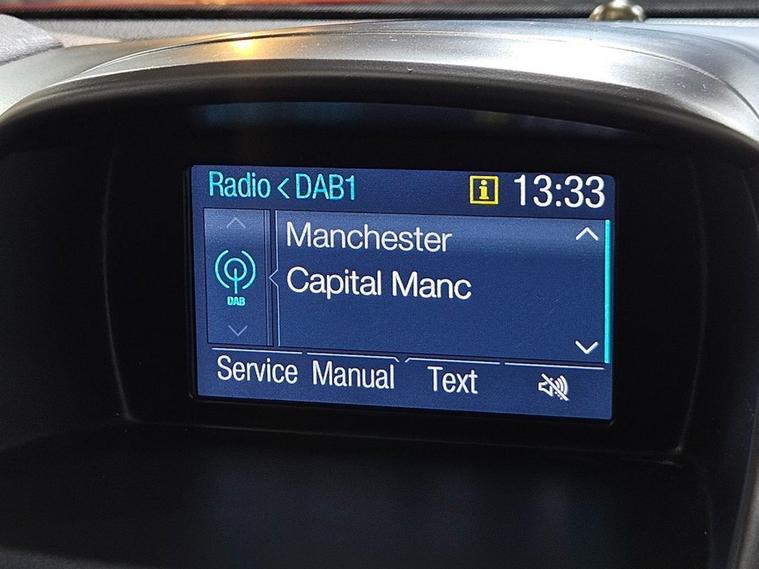 Radio < DAB1 i 13:33
Manchester
DAB Capital Manc
Service Manual Text